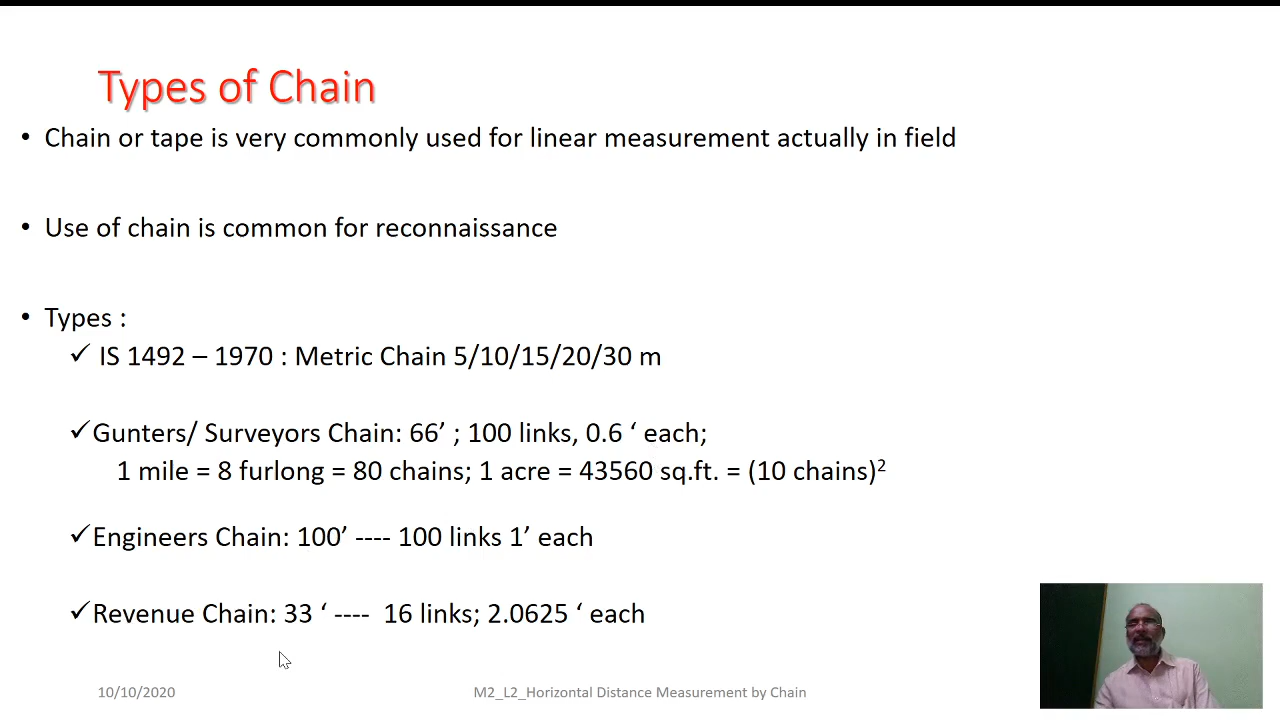 Types of Chain
• Chain or tape is very commonly used for linear measurement actually in field
• Use of chain is common for reconnaissance
• Types :
✓ IS 1492 – 1970 : Metric Chain 5/10/15/20/30 m
✓Gunters/ Surveyors Chain: 66’ ; 100 links, 0.6 ‘ each;
1 mile = 8 furlong = 80 chains; 1 acre = 43560 sq.ft. = (10 chains)²
✓Engineers Chain: 100’ ---- 100 links 1’ each
✓Revenue Chain: 33 ‘ ---- 16 links; 2.0625 ‘ each
10/10/2020 M2_L2_Horizontal Distance Measurement by Chain